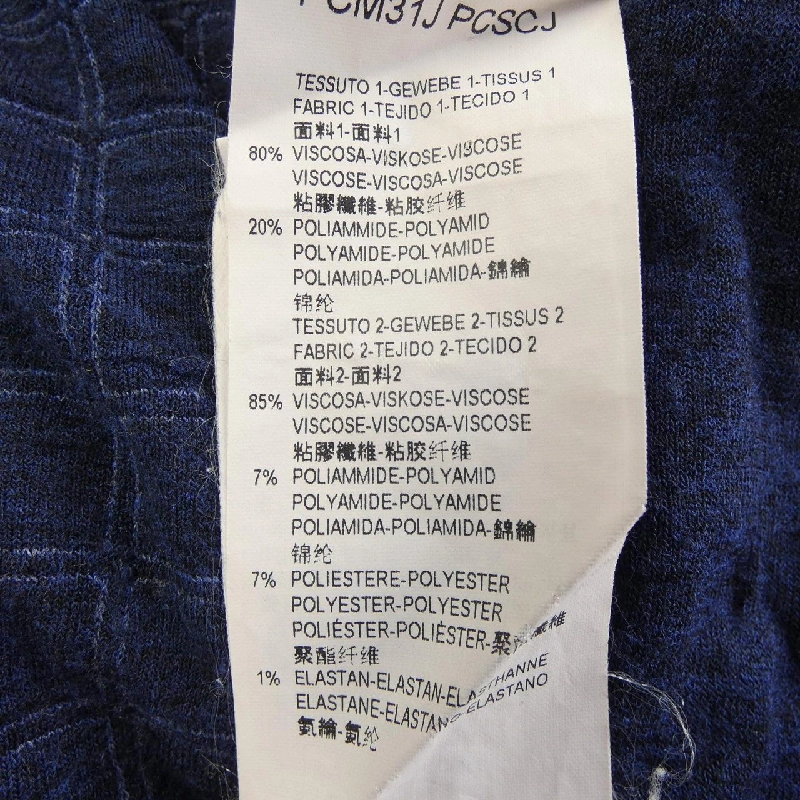 PCM31J PCSCJ
TESSUTO 1-GEWEBE 1-TISSUS 1
FABRIC 1-TEJIDO 1-TECIDO 1
面料1-面料1
80% VISCOSA-VISKOSE-VISCOSE
VISCOSE-VISCOSA-VISCOSE
粘膠纖維-粘胶纤维
20% POLIAMMIDE-POLYAMID
POLYAMIDE-POLYAMIDE
POLIAMIDA-POLIAMIDA-錦綸
锦纶
TESSUTO 2-GEWEBE 2-TISSUS 2
FABRIC 2-TEJIDO 2-TECIDO 2
面料2-面料2
85% VISCOSA-VISKOSE-VISCOSE
VISCOSE-VISCOSA-VISCOSE
粘膠纖維-粘胶纤维
7% POLIAMMIDE-POLYAMID
POLYAMIDE-POLYAMIDE
POLIAMIDA-POLIAMIDA-錦綸
锦纶
7% POLIESTERE-POLYESTER
POLYESTER-POLYESTER
POLIÉSTER-POLIÉSTER-聚酯纖維
聚酯纤维
1% ELASTAN-ELASTAN-ELASTHANNE
ELASTANE-ELASTANO-ELASTANO
氨綸-氨纶